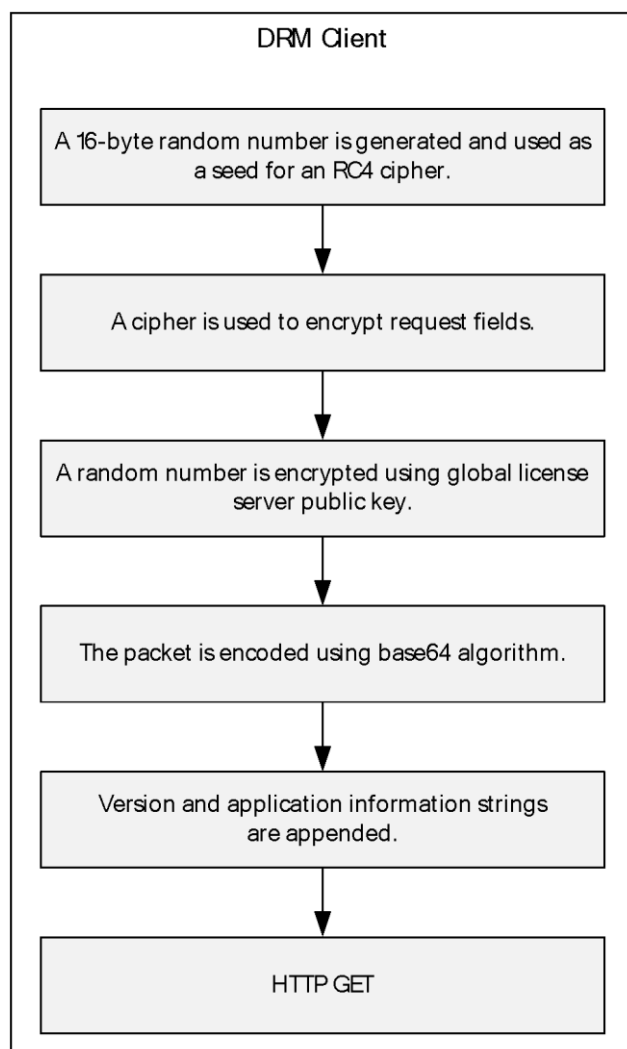 DRM Client
A 16-byte random number is generated and used as
a seed for an RC4 cipher.
A cipher is used to encrypt request fields.
A random number is encrypted using global license
server public key.
The packet is encoded using base64 algorithm.
Version and application information strings
are appended.
HTTP GET